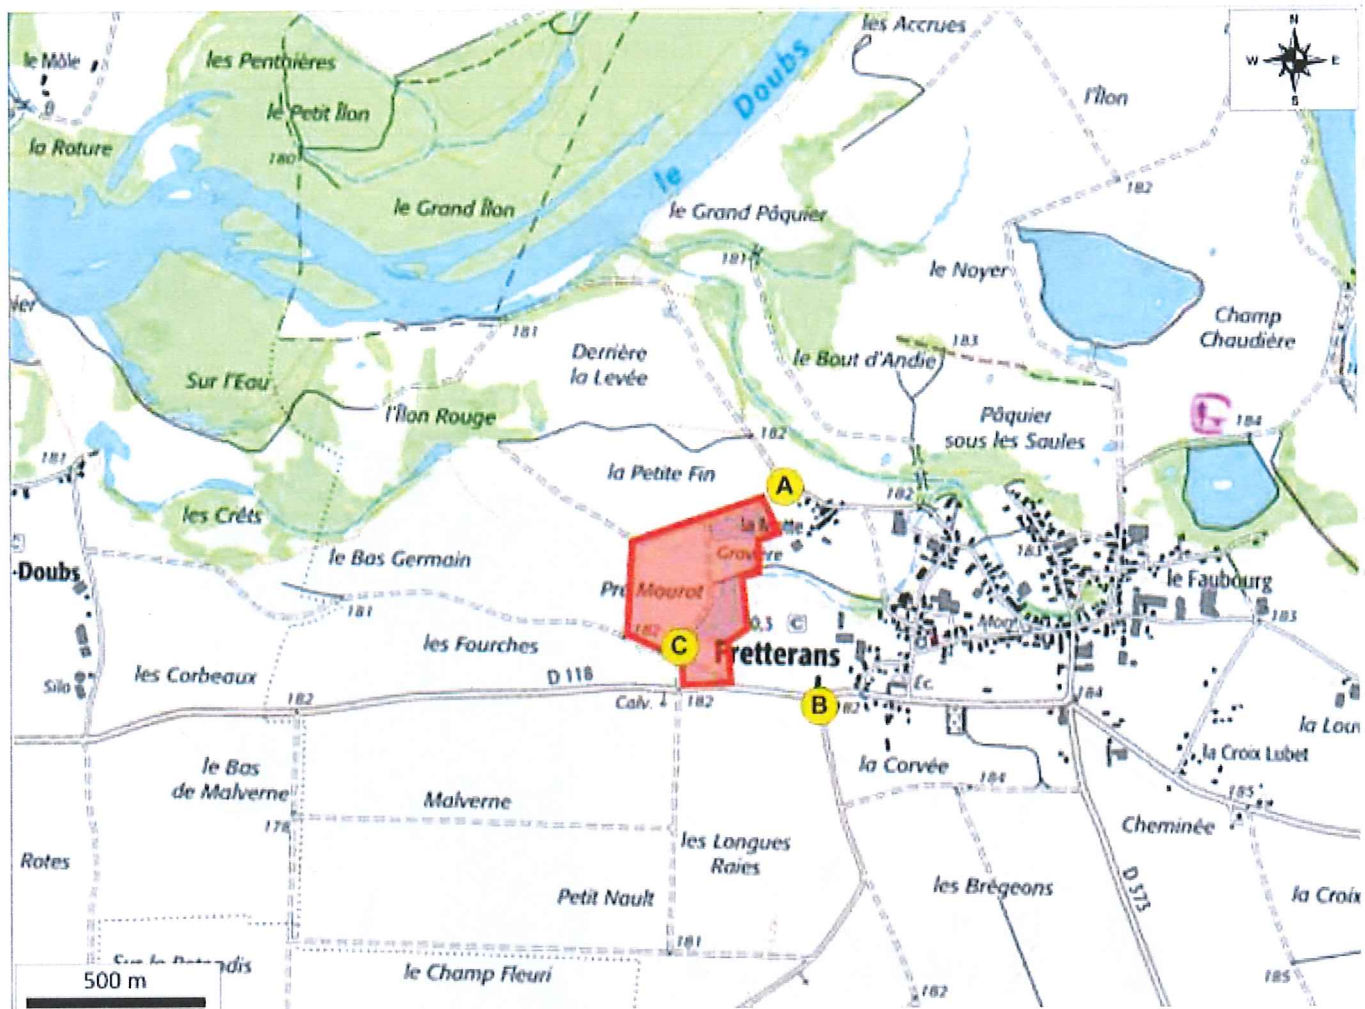 les Accrues
N
W E
S
le Môle
les Penthières
le Petit Îlon
l'Îlon
la Roture
180
le Doubs
182
le Grand Îlon
le Grand Pâquier
181
le Noyer
181
Champ
Chaudière
183
Derrière
la Levée
le Bout d'Andie
Sur l'Eau
l'Îlon Rouge
Pâquier
sous les Saules
184
182
181
la Petite Fin
A
182
les Crêts
la Motte
le Bas Germain
Gravière
183
-Doubs
le Faubourg
Pré Mourot
181
182
0,3 C
183
les Fourches
C
Fretterans
les Corbeaux
D 118
Éc.
Silo
182
Calv.
182
B
182
184
la Corvée
la Croix Lubet
le Bas
de Malverne
184
Malverne
185
178
Cheminée
les Longues
Raies
Rotes
les Brégeons
D 373
Petit Nault
la Croix
181
le Champ Fleuri
185
500 m
182